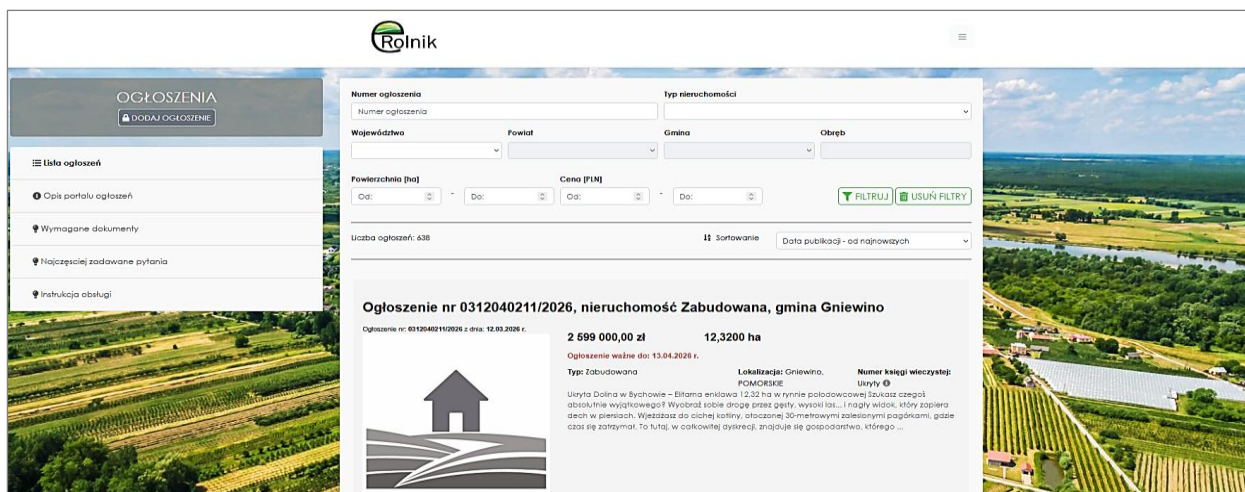 eRolnik
OGŁOSZENIA
DODAJ OGŁOSZENIE
Lista ogłoszeń
Opis portalu ogłoszeń
Wymagane dokumenty
Najczęsciej zadawane pytania
Instrukcja obsługi
Numer ogłoszenia Typ nieruchomości
Numer ogłoszenia
Województwo Powiat Gmina Obręb
Powierzchnia [ha] Cena [PLN]
Od: - Do: Od: - Do: FILTRUJ USUŃ FILTRY
Liczba ogłoszeń: 638 Sortowanie Data publikacji - od najnowszych
Ogłoszenie nr 0312040211/2026, nieruchomość Zabudowana, gmina Gniewino
Ogłoszenie nr: 0312040211/2026 z dnia: 12.03.2026 r.
2 599 000,00 zł 12,3200 ha
Ogłoszenie ważne do: 13.04.2026 r.
Typ: Zabudowana Lokalizacja: Gniewino, Numer księgi wieczystej:
POMORSKIE Ukryty
Ukryta Dolina w Bychowie – Elitarna enklawa 12,32 ha w rynnie polodowcowej Szukasz czegoś
absolutnie wyjątkowego? Wyobraź sobie drogę przez gęsty, wysoki las... i nagły widok, który zapiera
dech w piersiach. Wjeżdżasz do cichej kotliny, otoczonej 30-metrowymi zalesionymi pagórkami, gdzie
czas się zatrzymał. To tutaj, w całkowitej dyskrecji, znajduje się gospodarstwo, którego ...